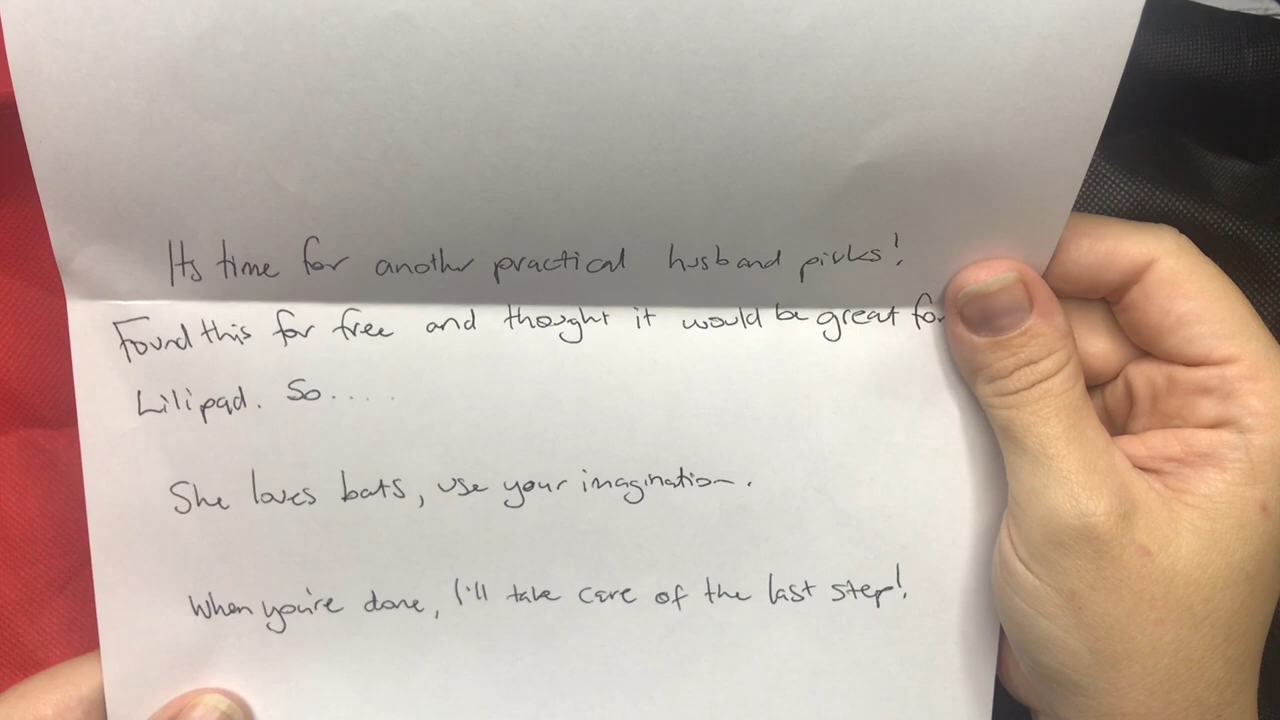 Its time for another practical husband picks!
Found this for free and thought it would be great for
Lilipad. So.....
She loves bats, use your imagination.
When you're done, I'll take care of the last step!